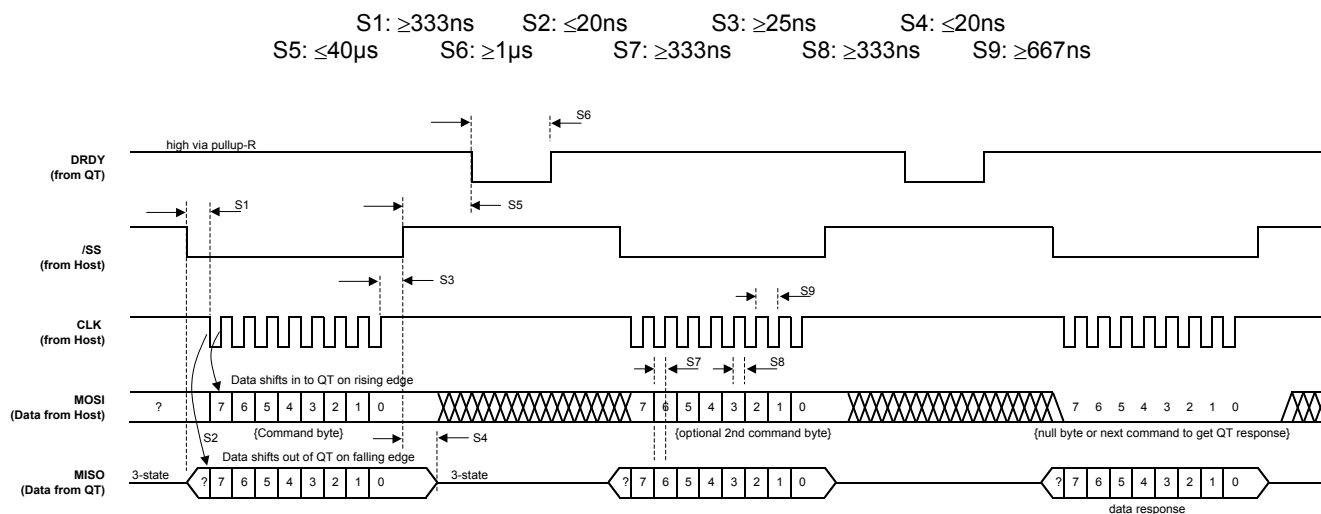 S1: ≥333ns S2: ≤20ns S3: ≥25ns S4: ≤20ns
S5: ≤40µs S6: ≥1µs S7: ≥333ns S8: ≥333ns S9: ≥667ns
S6
high via pullup-R
DRDY
(from QT)
S1
S5
/SS
(from Host)
S3
S9
CLK
(from Host)
S7
S8
Data shifts in to QT on rising edge
MOSI
(Data from Host)
? 7 6 5 4 3 2 1 0 7 6 5 4 3 2 1 0 7 6 5 4 3 2 1 0
S2
{Command byte}
S4
{optional 2nd command byte}
{null byte or next command to get QT response}
Data shifts out of QT on falling edge
MISO
(Data from QT)
3-state ? 7 6 5 4 3 2 1 0 3-state ? 7 6 5 4 3 2 1 0 ? 7 6 5 4 3 2 1 0
data response